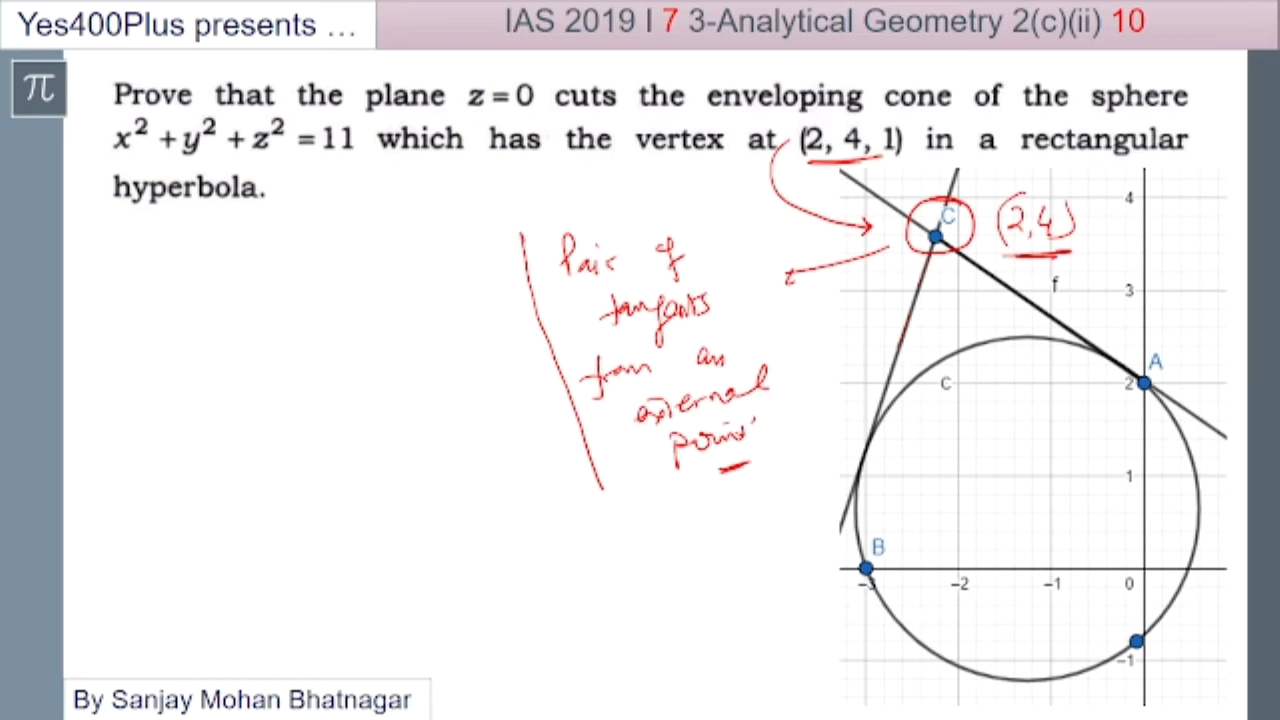 Yes400Plus presents ...
IAS 2019 I 7 3-Analytical Geometry 2(c)(ii) 10
π
Prove that the plane z = 0 cuts the enveloping cone of the sphere
x² + y² + z² = 11 which has the vertex at (2, 4, 1) in a rectangular
hyperbola.
4
C
(2,4)
Pair of
tangents
from an
external
point
f
3
A
C
2
1
B
-3
-2
-1
0
-1
By Sanjay Mohan Bhatnagar